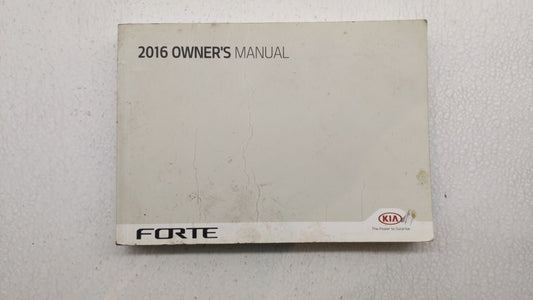 2016 OWNER'S MANUAL
KIA
The Power to Surprise
FORTE